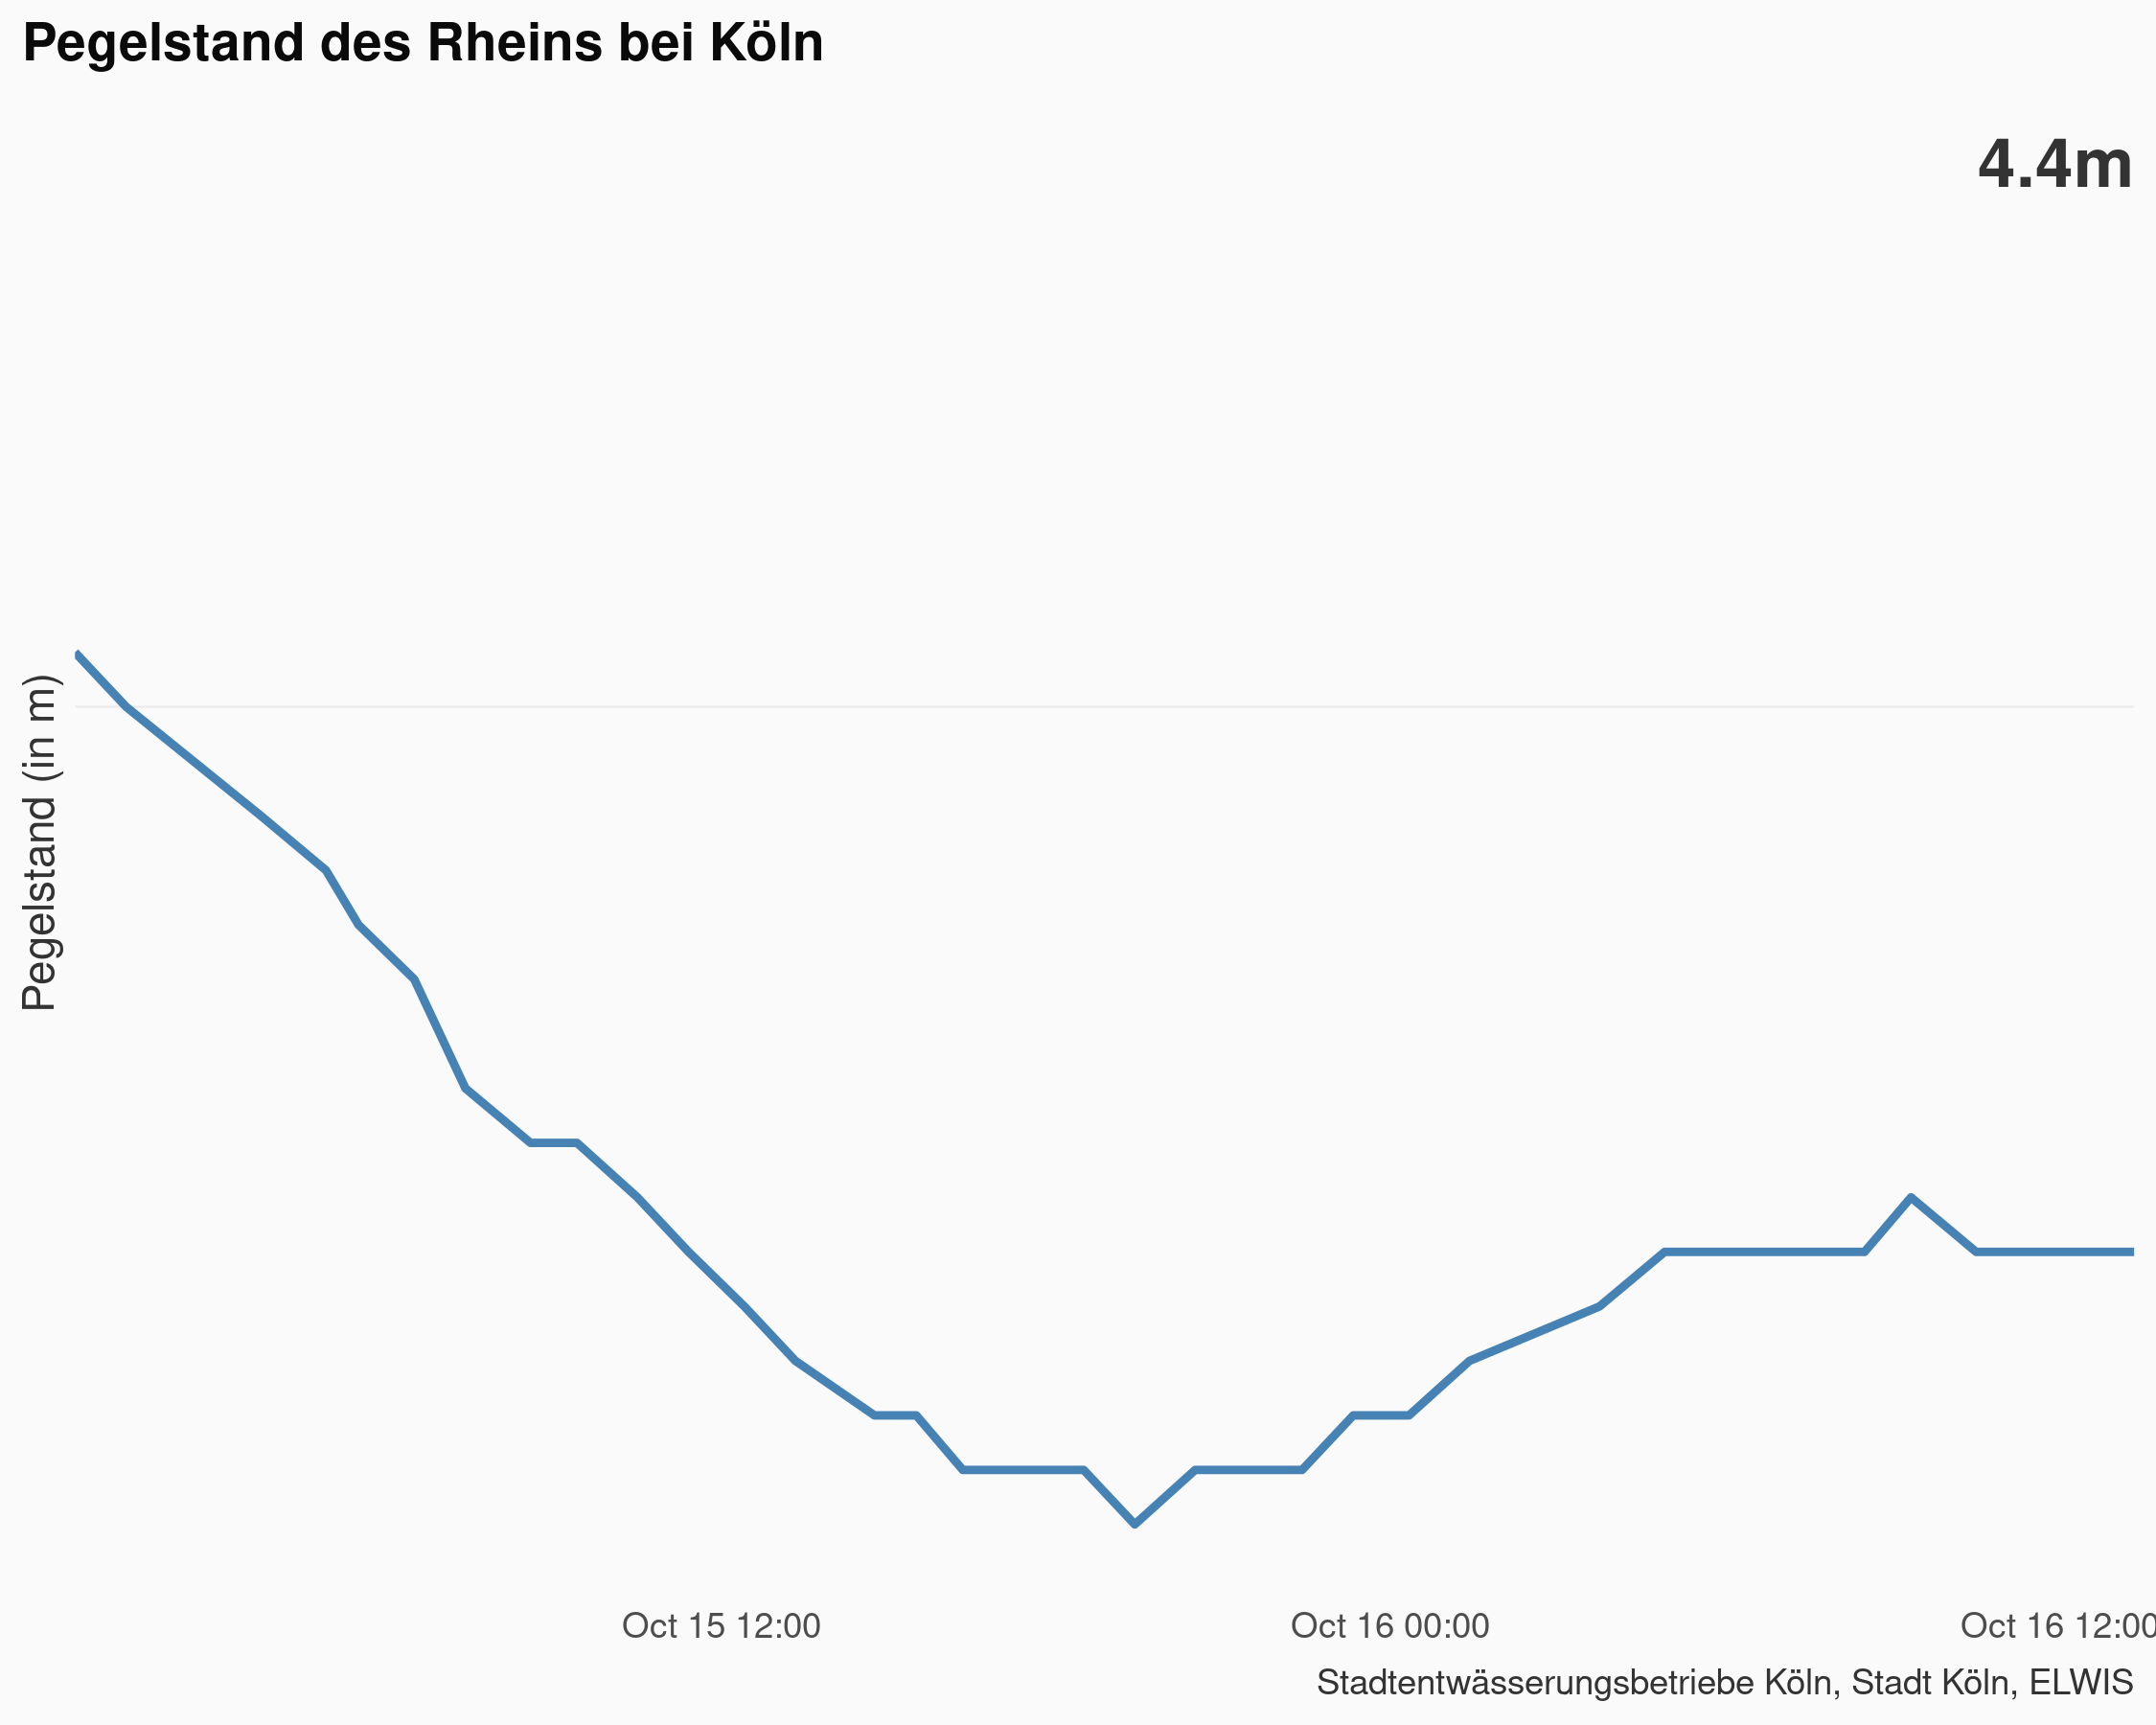 Pegelstand des Rheins bei Köln
4.4m
Pegelstand (in m)
Oct 15 12:00
Oct 16 00:00
Oct 16 12:00
Stadtentwässerungsbetriebe Köln, Stadt Köln, ELWIS